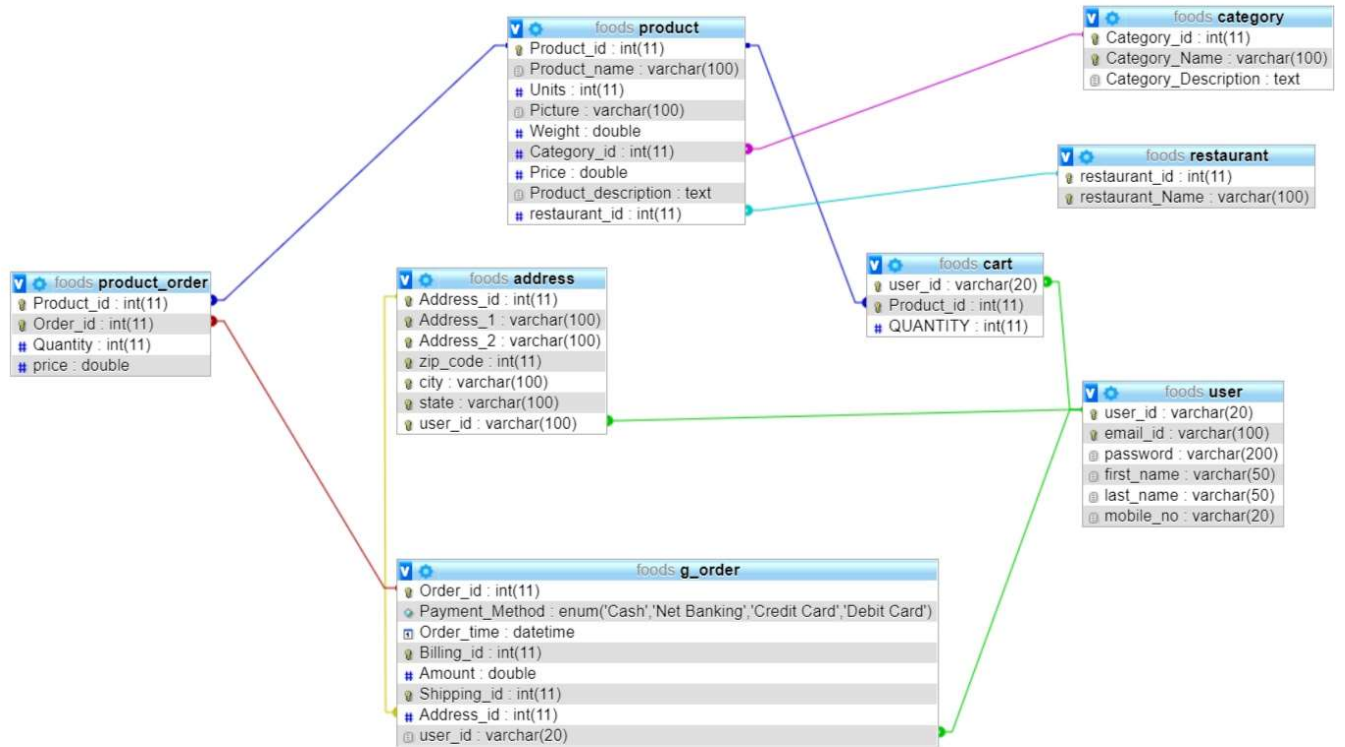 foods product
Product_id : int(11)
Product_name : varchar(100)
Units : int(11)
Picture : varchar(100)
Weight : double
Category_id : int(11)
Price : double
Product_description : text
restaurant_id : int(11)
foods category
Category_id : int(11)
Category_Name : varchar(100)
Category_Description : text
foods restaurant
restaurant_id : int(11)
restaurant_Name : varchar(100)
foods product_order
Product_id : int(11)
Order_id : int(11)
Quantity : int(11)
price : double
foods address
Address_id : int(11)
Address_1 : varchar(100)
Address_2 : varchar(100)
zip_code : int(11)
city : varchar(100)
state : varchar(100)
user_id : varchar(100)
foods cart
user_id : varchar(20)
Product_id : int(11)
QUANTITY : int(11)
foods user
user_id : varchar(20)
email_id : varchar(100)
password : varchar(200)
first_name : varchar(50)
last_name : varchar(50)
mobile_no : varchar(20)
foods g_order
Order_id : int(11)
Payment_Method : enum('Cash','Net Banking','Credit Card','Debit Card')
Order_time : datetime
Billing_id : int(11)
Amount : double
Shipping_id : int(11)
Address_id : int(11)
user_id : varchar(20)